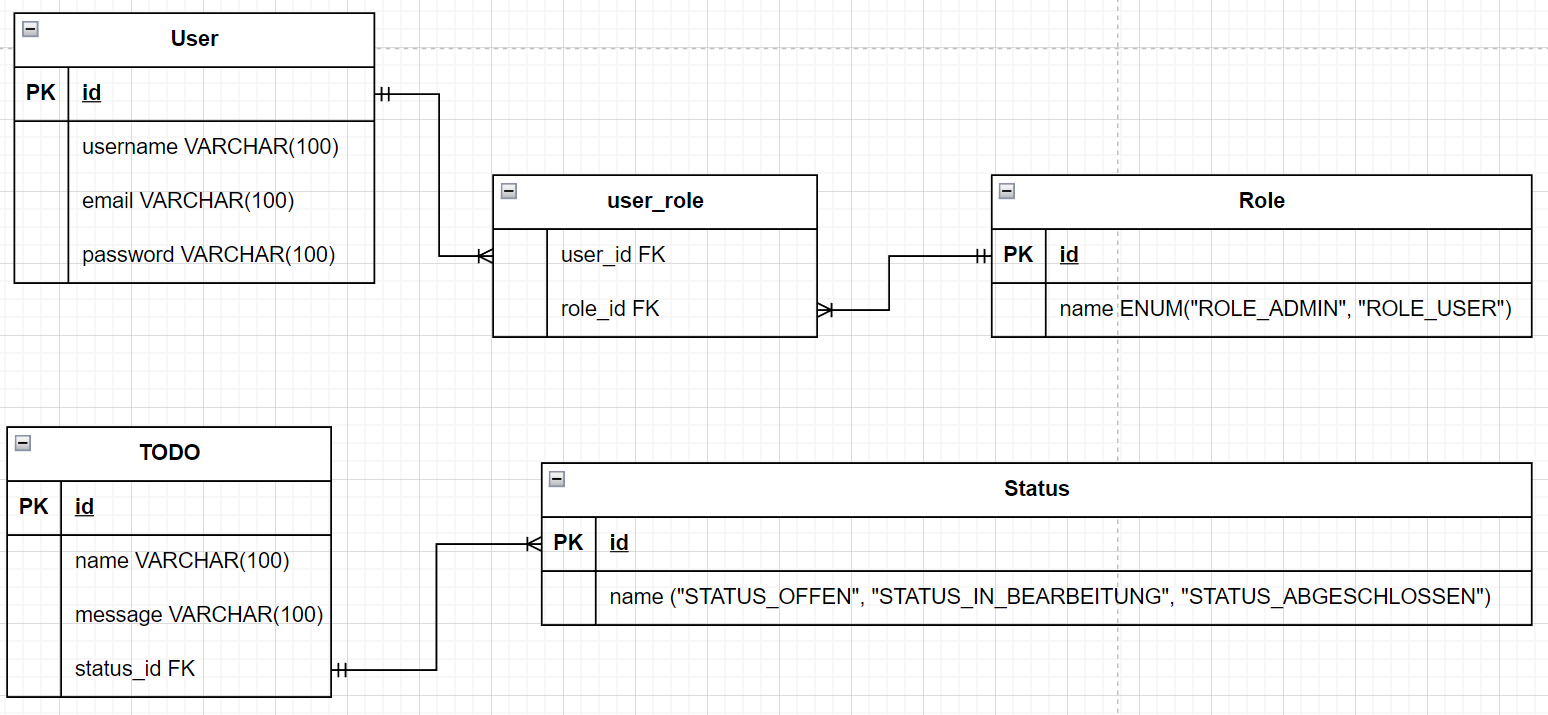 User
PK id
username VARCHAR(100)
email VARCHAR(100)
password VARCHAR(100)
user_role
user_id FK
role_id FK
Role
PK id
name ENUM("ROLE_ADMIN", "ROLE_USER")
TODO
PK id
name VARCHAR(100)
message VARCHAR(100)
status_id FK
Status
PK id
name ("STATUS_OFFEN", "STATUS_IN_BEARBEITUNG", "STATUS_ABGESCHLOSSEN")